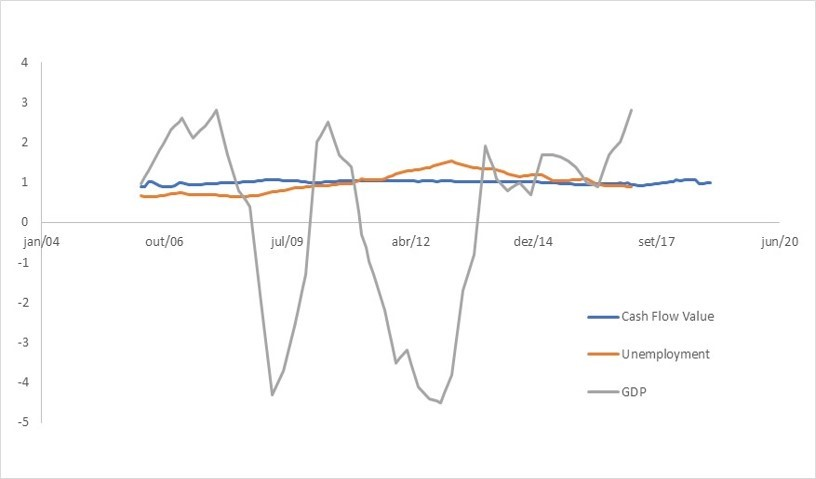 4
3
2
1
0
jan/04 out/06 jul/09 abr/12 dez/14 set/17 jun/20
-1
-2
-3
-4
-5
Cash Flow Value
Unemployment
GDP